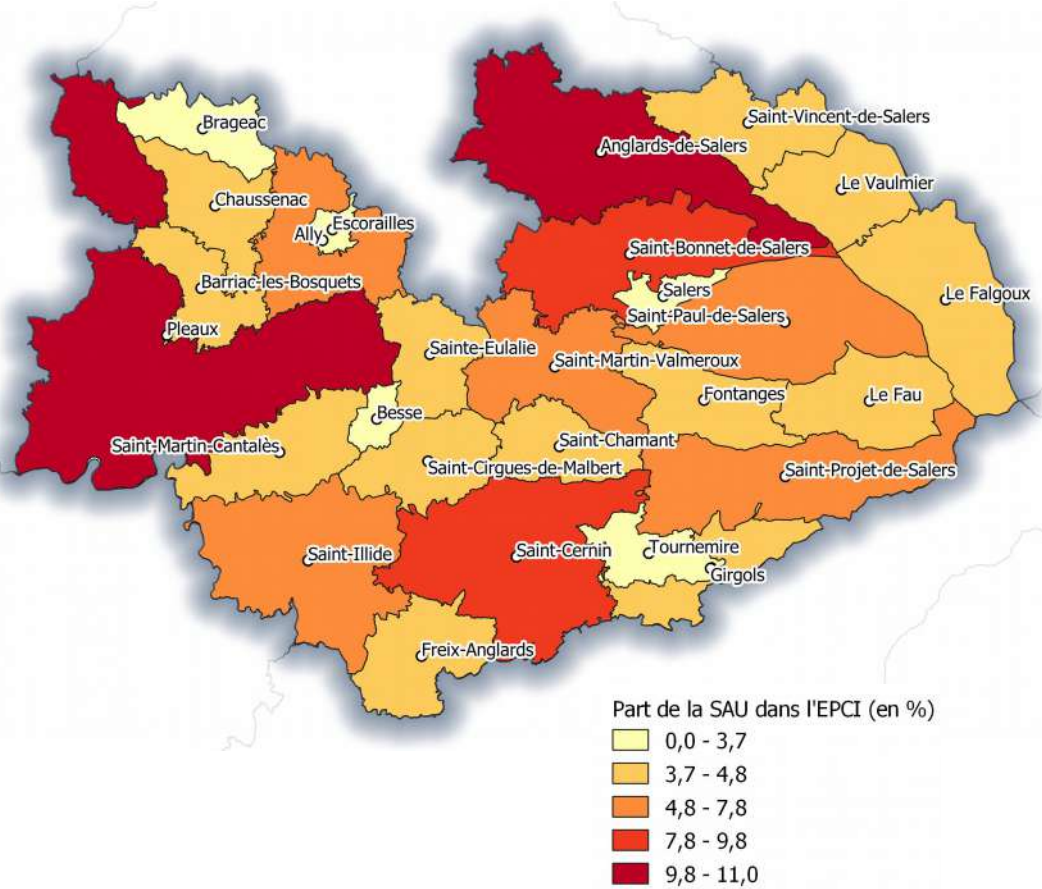 Saint-Vincent-de-Salers
Brageac
Anglards-de-Salers
Le Vaulmier
Chaussenac
Escorailles
Ally
Saint-Bonnet-de-Salers
Barriac-les-Bosquets
Salers
Le Falgoux
Saint-Paul-de-Salers
Pleaux
Sainte-Eulalie
Saint-Martin-Valmeroux
Fontanges
Le Fau
Besse
Saint-Martin-Cantalès
Saint-Chamant
Saint-Cirgues-de-Malbert
Saint-Projet-de-Salers
Saint-Illide
Saint-Cernin
Tournemire
Girgols
Freix-Anglards
Part de la SAU dans l'EPCI (en %)
0,0 - 3,7
3,7 - 4,8
4,8 - 7,8
7,8 - 9,8
9,8 - 11,0